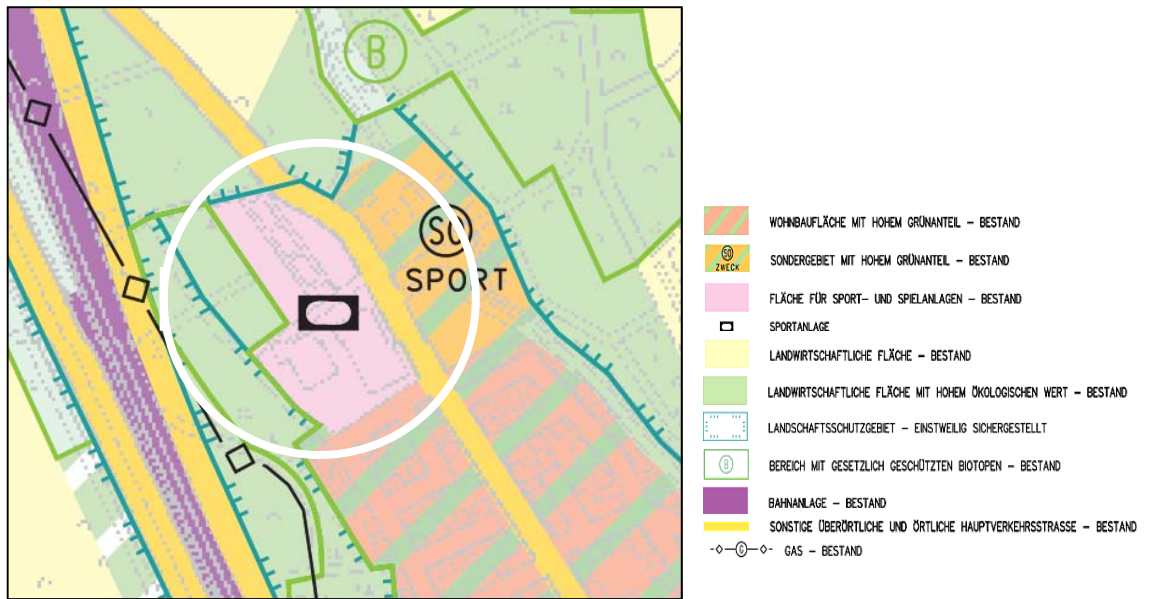 B
SO
SPORT
WOHNBAUFLÄCHE MIT HOHEM GRÜNANTEIL – BESTAND
SO
ZWECK
SONDERGEBIET MIT HOHEM GRÜNANTEIL – BESTAND
FLÄCHE FÜR SPORT– UND SPIELANLAGEN – BESTAND
SPORTANLAGE
LANDWIRTSCHAFTLICHE FLÄCHE – BESTAND
LANDWIRTSCHAFTLICHE FLÄCHE MIT HOHEM ÖKOLOGISCHEN WERT – BESTAND
LANDSCHAFTSSCHUTZGEBIET – EINSTWEILIG SICHERGESTELLT
B
BEREICH MIT GESETZLICH GESCHÜTZTEN BIOTOPEN – BESTAND
BAHNANLAGE – BESTAND
SONSTIGE ÜBERÖRTLICHE UND ÖRTLICHE HAUPTVERKEHRSSTRASSE – BESTAND
G
GAS – BESTAND